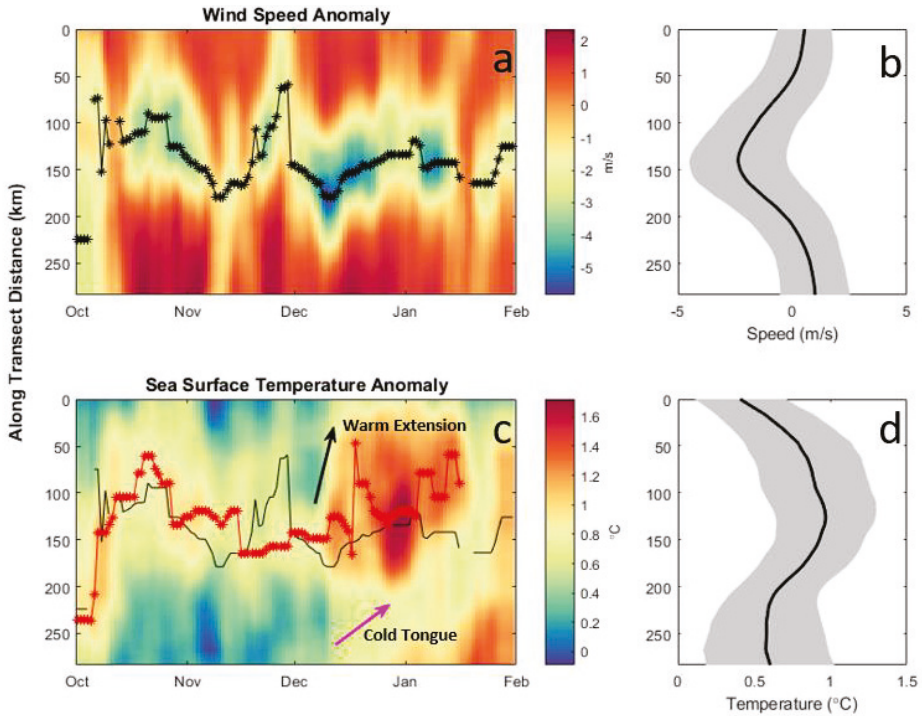 Wind Speed Anomaly
a
b
0
50
100
150
200
250
Oct
Nov
Dec
Jan
Feb
2
1
0
-1
-2
-3
-4
-5
m/s
0
50
100
150
200
250
-5
0
5
Speed (m/s)
Along Transect Distance (km)
Sea Surface Temperature Anomaly
c
d
Warm Extension
Cold Tongue
0
50
100
150
200
250
Oct
Nov
Dec
Jan
Feb
1.6
1.4
1.2
1
0.8
0.6
0.4
0.2
0
°C
0
50
100
150
200
250
0
0.5
1
1.5
Temperature (°C)